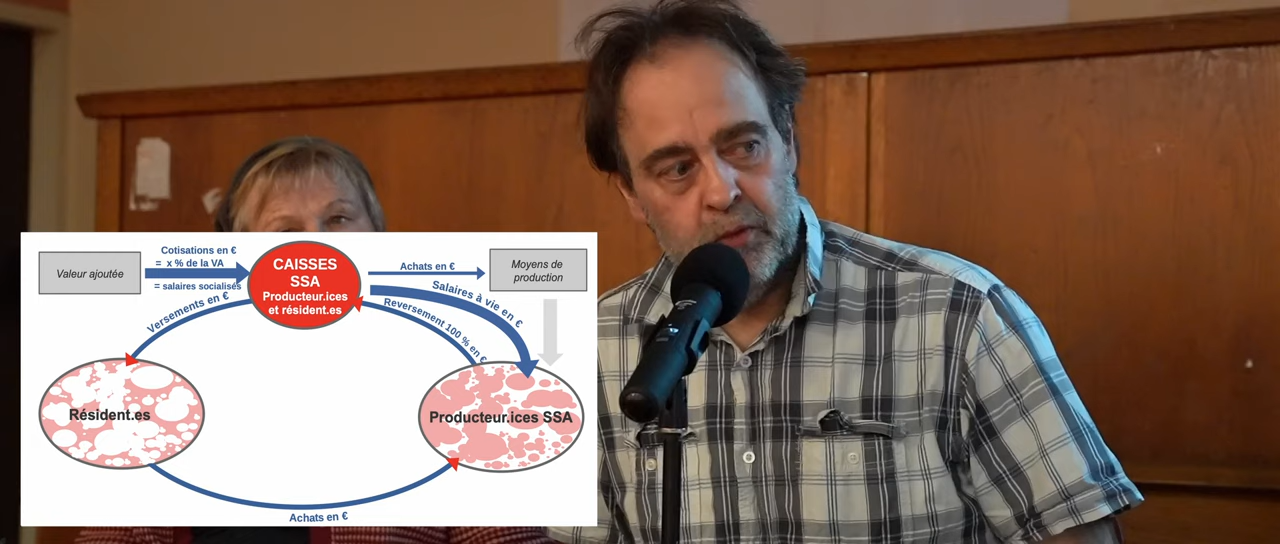 Cotisations en €
= x % de la VA
= salaires socialisés
Valeur ajoutée
CAISSES
SSA
Producteur.ices
et résident.es
Achats en €
Moyens de
production
Versements en €
Salaires à vie en €
Reversement 100 % en €
Résident.es
Producteur.ices SSA
Achats en €